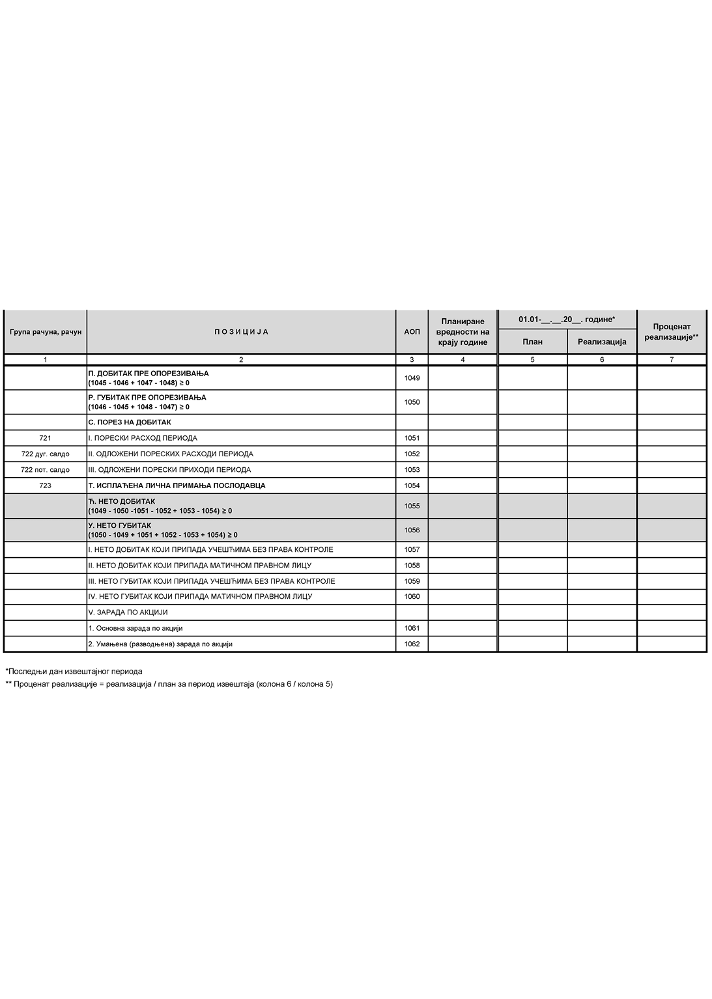 Група рачуна, рачун
П О З И Ц И Ј А
АОП
Планиране
вредности на
крају године
01.01-__.__.20__. године*
План
Реализација
Проценат
реализације**
1 2 3 4 5 6 7
П. ДОБИТАК ПРЕ ОПОРЕЗИВАЊА
(1045 - 1046 + 1047 - 1048) ≥ 0 1049
Р. ГУБИТАК ПРЕ ОПОРЕЗИВАЊА
(1046 - 1045 + 1048 - 1047) ≥ 0 1050
С. ПОРЕЗ НА ДОБИТАК
721 I. ПОРЕСКИ РАСХОД ПЕРИОДА 1051
722 дуг. салдо II. ОДЛОЖЕНИ ПОРЕСКИХ РАСХОДИ ПЕРИОДА 1052
722 пот. салдо III. ОДЛОЖЕНИ ПОРЕСКИ ПРИХОДИ ПЕРИОДА 1053
723 Т. ИСПЛАЋЕНА ЛИЧНА ПРИМАЊА ПОСЛОДАВЦА 1054
Ћ. НЕТО ДОБИТАК
(1049 - 1050 -1051 - 1052 + 1053 - 1054) ≥ 0 1055
У. НЕТО ГУБИТАК
(1050 - 1049 + 1051 + 1052 - 1053 + 1054) ≥ 0 1056
I. НЕТО ДОБИТАК КОЈИ ПРИПАДА УЧЕШЋИМА БЕЗ ПРАВА КОНТРОЛЕ 1057
II. НЕТО ДОБИТАК КОЈИ ПРИПАДА МАТИЧНОМ ПРАВНОМ ЛИЦУ 1058
III. НЕТО ГУБИТАК КОЈИ ПРИПАДА УЧЕШЋИМА БЕЗ ПРАВА КОНТРОЛЕ 1059
IV. НЕТО ГУБИТАК КОЈИ ПРИПАДА МАТИЧНОМ ПРАВНОМ ЛИЦУ 1060
V. ЗАРАДА ПО АКЦИЈИ
1. Основна зарада по акцији 1061
2. Умањена (разводњена) зарада по акцији 1062
*Последњи дан извештајног периода
** Проценат реализације = реализација / план за период извештаја (колона 6 / колона 5)